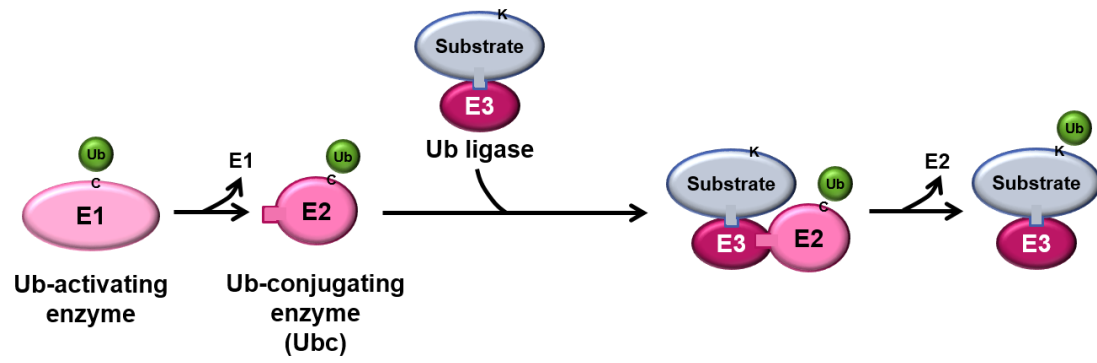 K
Substrate
E3
Ub ligase
Ub
C
E1
Ub-activating
enzyme
E1
Ub
C
E2
Ub-conjugating
enzyme
(Ubc)
K
Substrate
E3
Ub
C
E2
E2
Ub
K
Substrate
E3